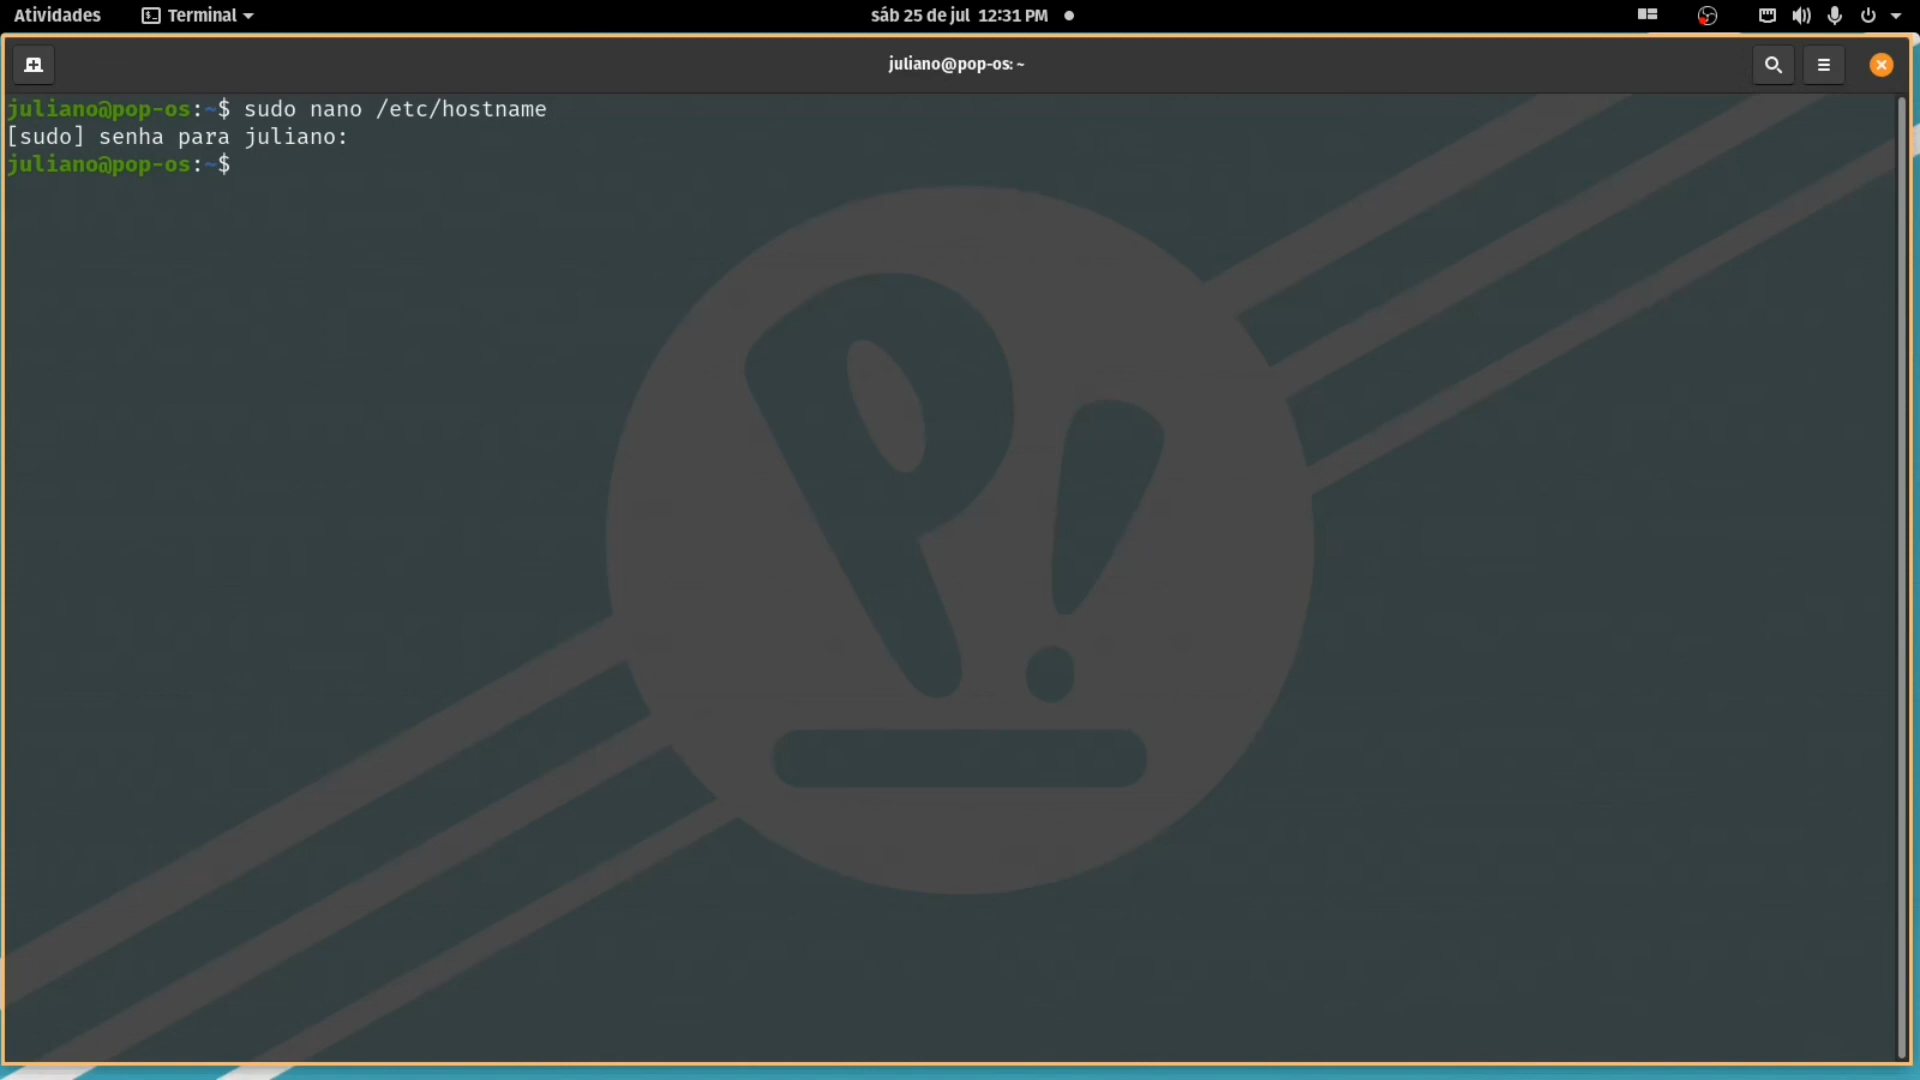 Atividades
Terminal
sáb 25 de jul 12:31 PM
juliano@pop-os: ~
juliano@pop-os:~$ sudo nano /etc/hostname
[sudo] senha para juliano:
juliano@pop-os:~$
P!